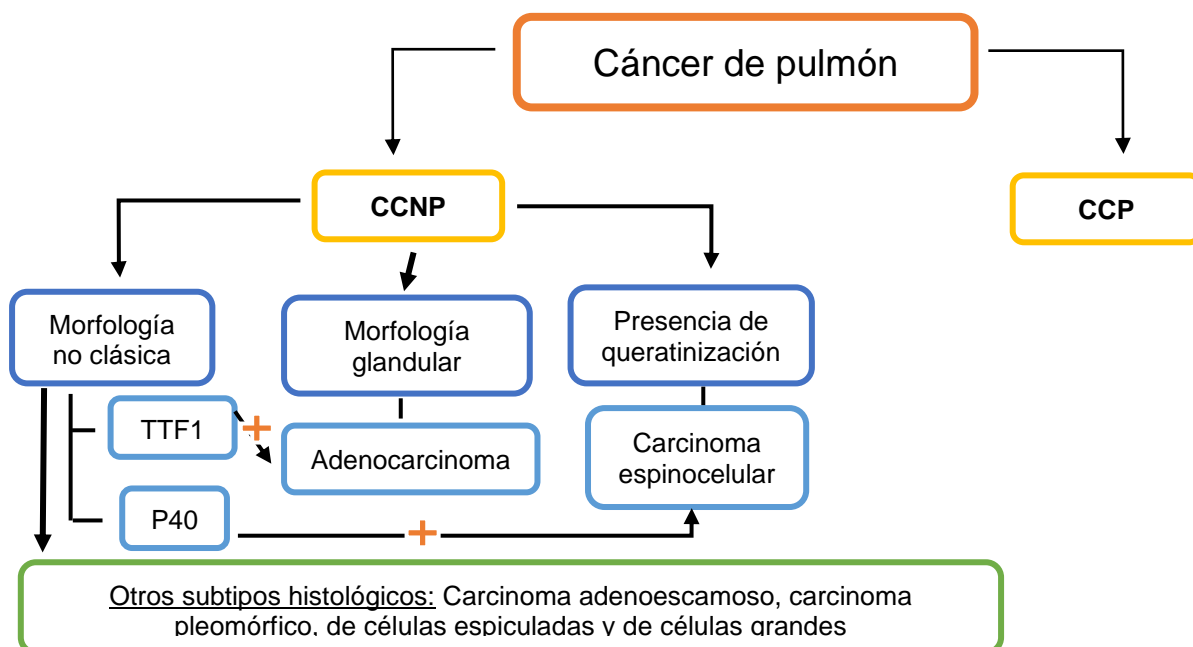 Cáncer de pulmón
CCNP
CCP
Morfología
no clásica
Morfología
glandular
Presencia de
queratinización
TTF1
Adenocarcinoma
Carcinoma
espinocelular
P40
Otros subtipos histológicos: Carcinoma adenoescamoso, carcinoma
pleomórfico, de células espiculadas y de células grandes